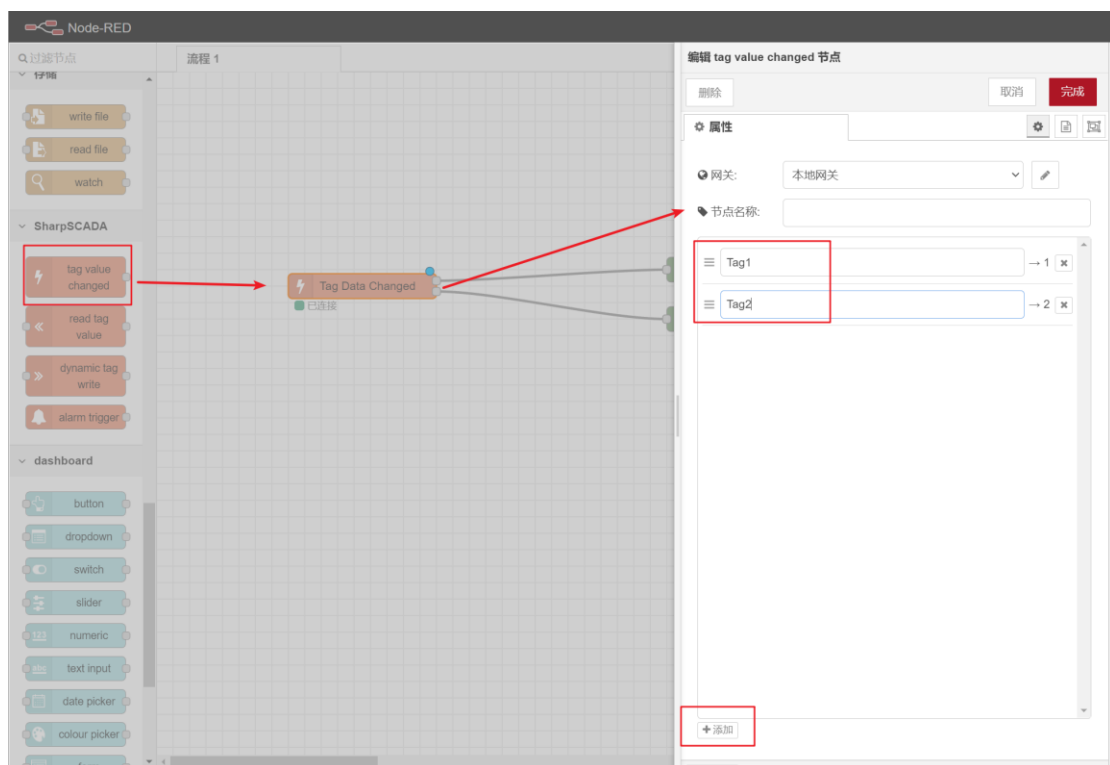 Node-RED
过滤节点
存储
write file
read file
watch
SharpSCADA
tag value
changed
read tag
value
dynamic tag
write
alarm trigger
dashboard
button
dropdown
switch
slider
numeric
text input
date picker
colour picker
流程 1
Tag Data Changed
已连接
编辑 tag value changed 节点
删除
取消
完成
属性
网关:
本地网关
节点名称:
Tag1
→ 1
Tag2
→ 2
添加